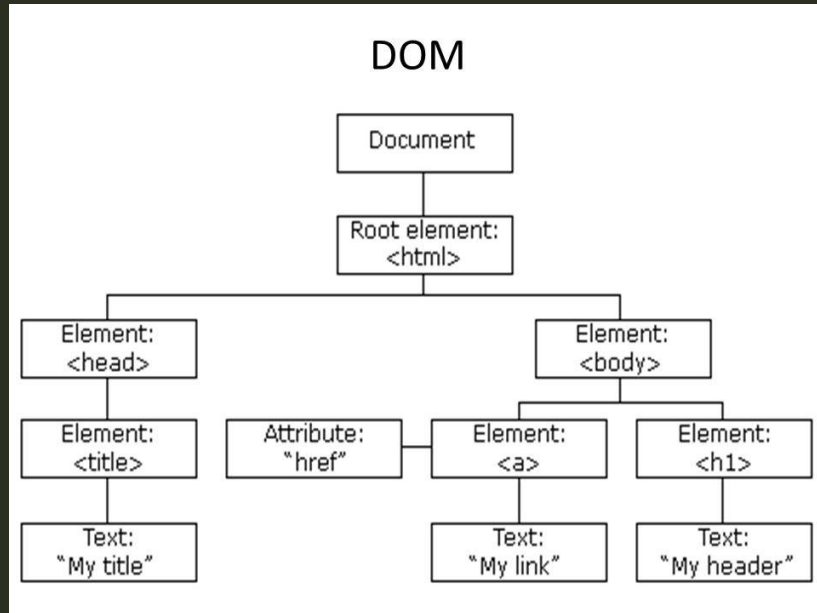 DOM
Document
Root element:
<html>
Element:
<head>
Element:
<body>
Element:
<title>
Attribute:
“href”
Element:
<a>
Element:
<h1>
Text:
“My title”
Text:
“My link”
Text:
“My header”